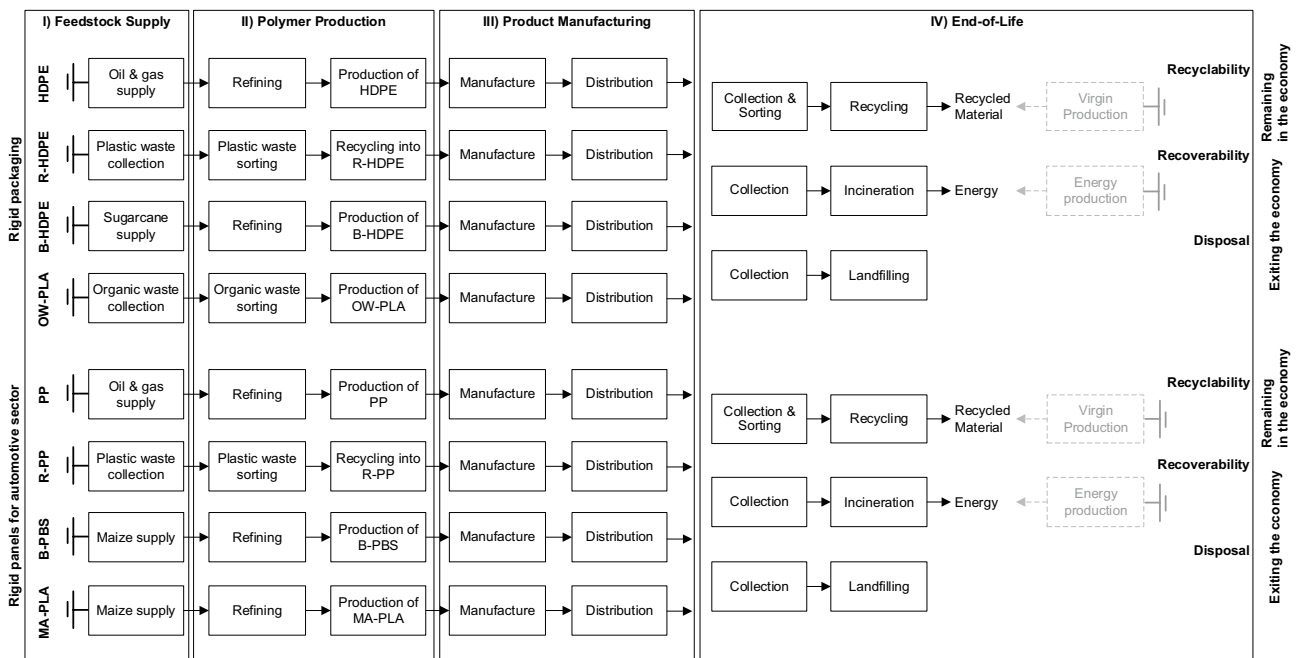 I) Feedstock Supply
II) Polymer Production
III) Product Manufacturing
IV) End-of-Life
Rigid packaging
HDPE
Oil & gas
supply
Refining
Production of
HDPE
Manufacture
Distribution
R-HDPE
Plastic waste
collection
Plastic waste
sorting
Recycling into
R-HDPE
Manufacture
Distribution
B-HDPE
Sugarcane
supply
Refining
Production of
B-HDPE
Manufacture
Distribution
OW-PLA
Organic waste
collection
Organic waste
sorting
Production of
OW-PLA
Manufacture
Distribution
Recyclability
Collection &
Sorting
Recycling
Recycled
Material
Virgin
Production
Remaining
in the economy
Recoverability
Collection
Incineration
Energy
Energy
production
Disposal
Collection
Landfilling
Exiting the economy
Rigid panels for automotive sector
PP
Oil & gas
supply
Refining
Production of
PP
Manufacture
Distribution
R-PP
Plastic waste
collection
Plastic waste
sorting
Recycling into
R-PP
Manufacture
Distribution
B-PBS
Maize supply
Refining
Production of
B-PBS
Manufacture
Distribution
MA-PLA
Maize supply
Refining
Production of
MA-PLA
Manufacture
Distribution
Recyclability
Collection &
Sorting
Recycling
Recycled
Material
Virgin
Production
Remaining
in the economy
Recoverability
Collection
Incineration
Energy
Energy
production
Disposal
Collection
Landfilling
Exiting the cconomy